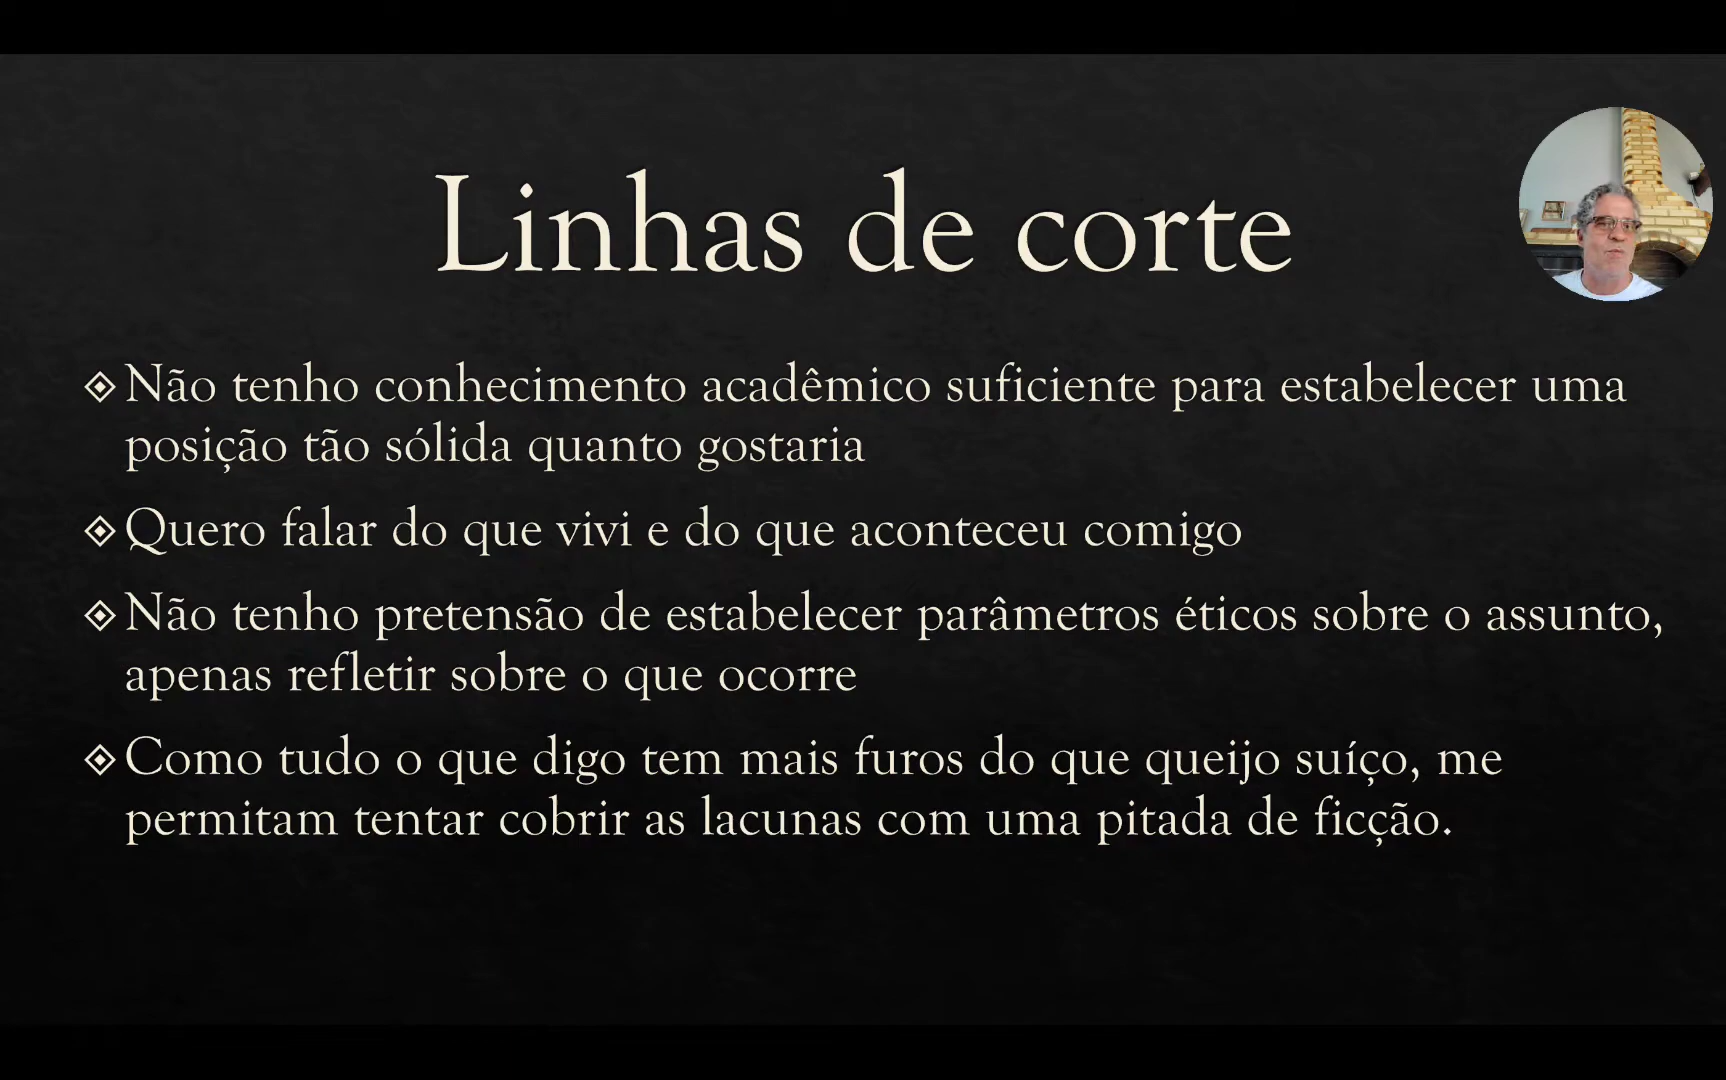 Linhas de corte
Não tenho conhecimento acadêmico suficiente para estabelecer uma
posição tão sólida quanto gostaria
Quero falar do que vivi e do que aconteceu comigo
Não tenho pretensão de estabelecer parâmetros éticos sobre o assunto,
apenas refletir sobre o que ocorre
Como tudo o que digo tem mais furos do que queijo suíço, me
permitam tentar cobrir as lacunas com uma pitada de ficção.